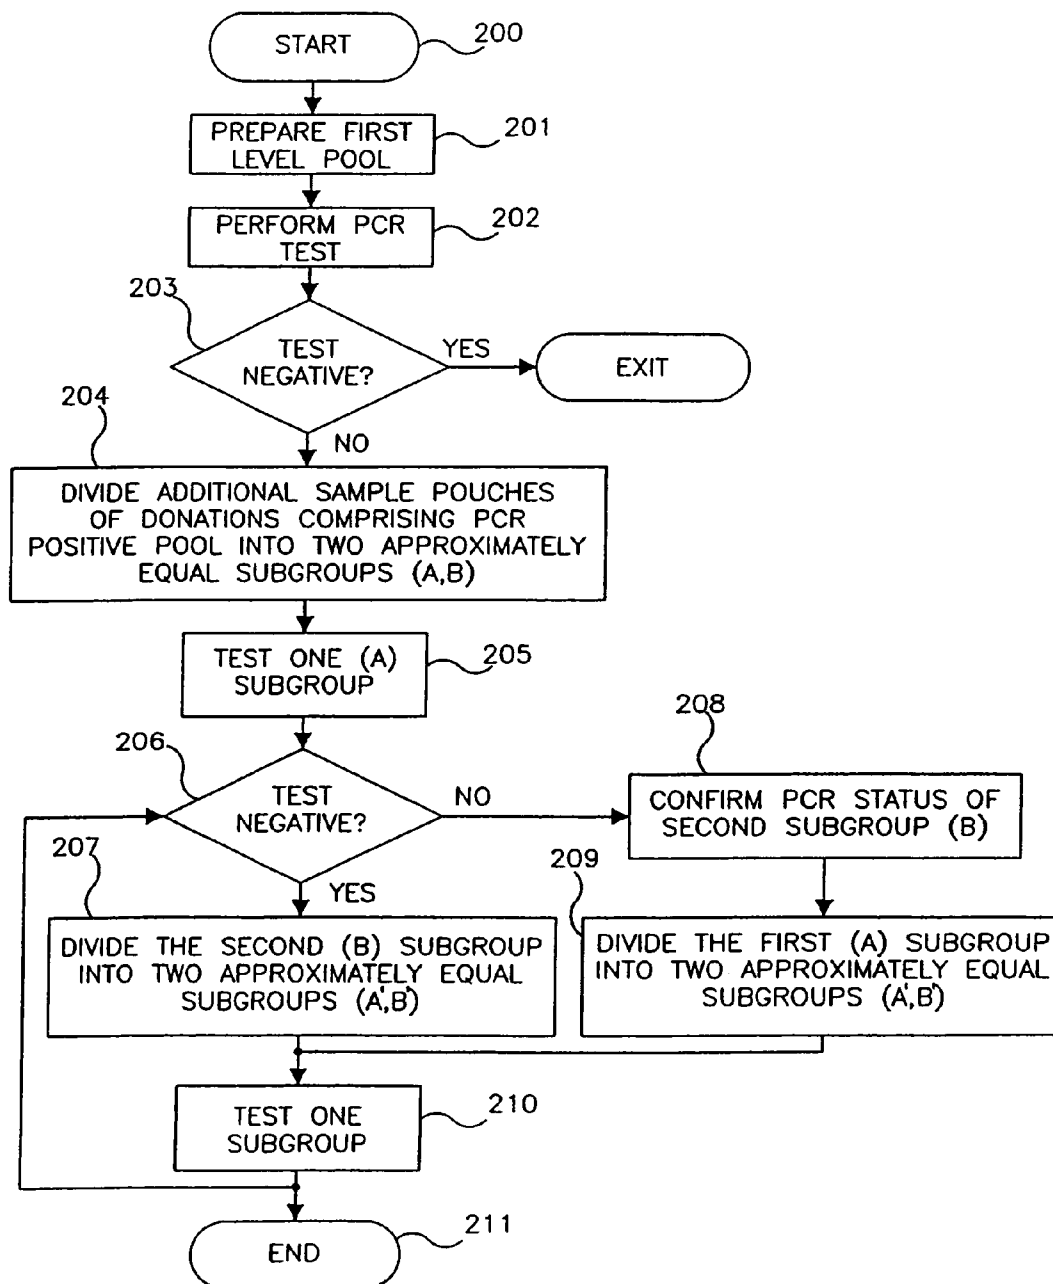 START
200
PREPARE FIRST
LEVEL POOL
201
PERFORM PCR
TEST
202
203
TEST
NEGATIVE?
YES
EXIT
NO
204
DIVIDE ADDITIONAL SAMPLE POUCHES
OF DONATIONS COMPRISING PCR
POSITIVE POOL INTO TWO APPROXIMATELY
EQUAL SUBGROUPS (A,B)
TEST ONE (A)
SUBGROUP
205
206
TEST
NEGATIVE?
NO
208
CONFIRM PCR STATUS OF
SECOND SUBGROUP (B)
207
YES
209
DIVIDE THE SECOND (B) SUBGROUP
INTO TWO APPROXIMATELY EQUAL
SUBGROUPS (A',B')
DIVIDE THE FIRST (A) SUBGROUP
INTO TWO APPROXIMATELY EQUAL
SUBGROUPS (A',B')
TEST ONE
SUBGROUP
210
END
211